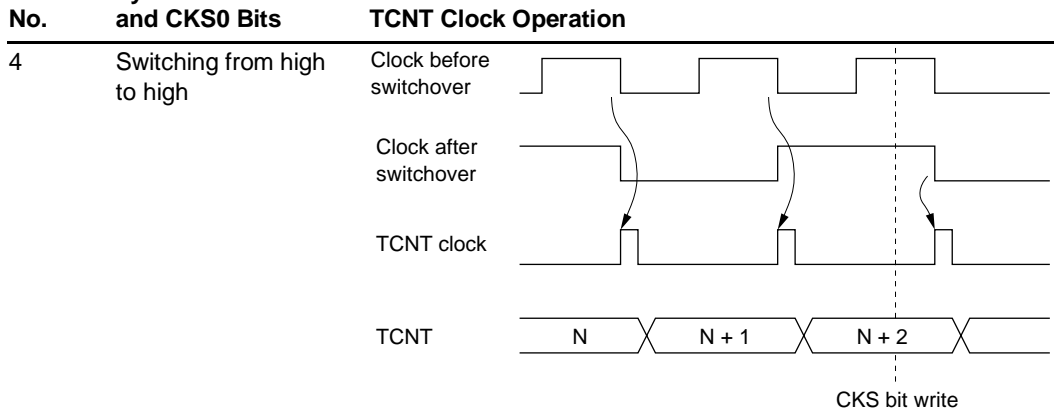 No. and CKS0 Bits TCNT Clock Operation
4 Switching from high Clock before
to high switchover
Clock after
switchover
TCNT clock
TCNT N N + 1 N + 2
CKS bit write